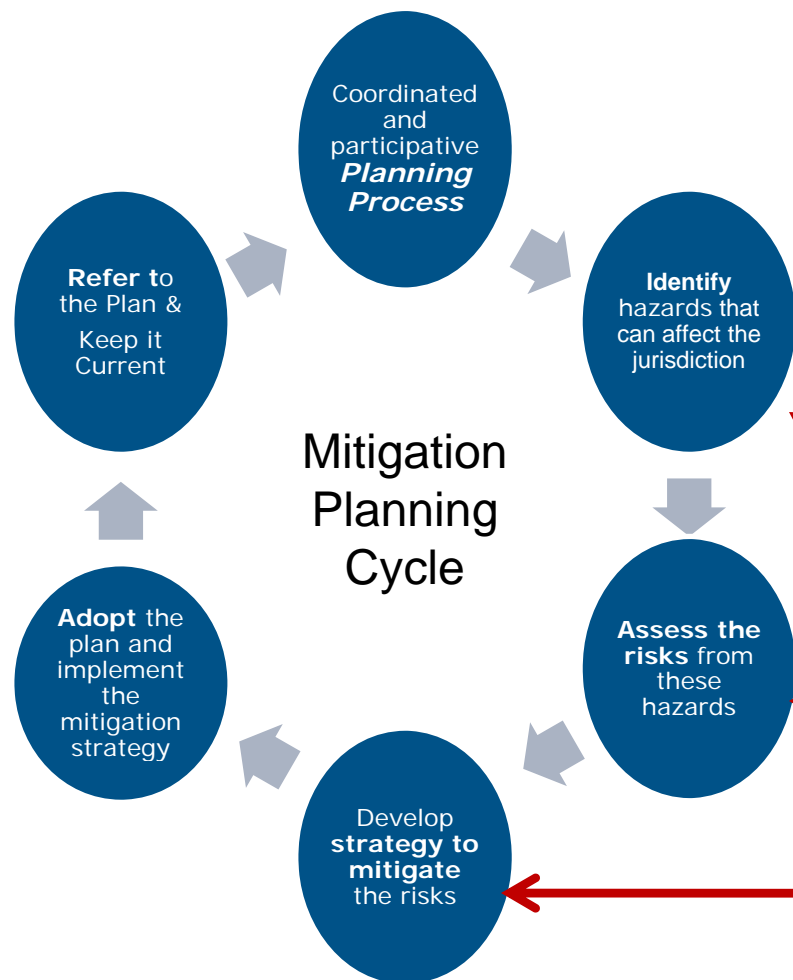 Coordinated
and
participative
Planning
Process
Identify
hazards that
can affect the
jurisdiction
Assess the
risks from
these
hazards
Develop
strategy to
mitigate
the risks
Adopt the
plan and
implement
the
mitigation
strategy
Refer to
the Plan &
Keep it
Current
Mitigation
Planning
Cycle